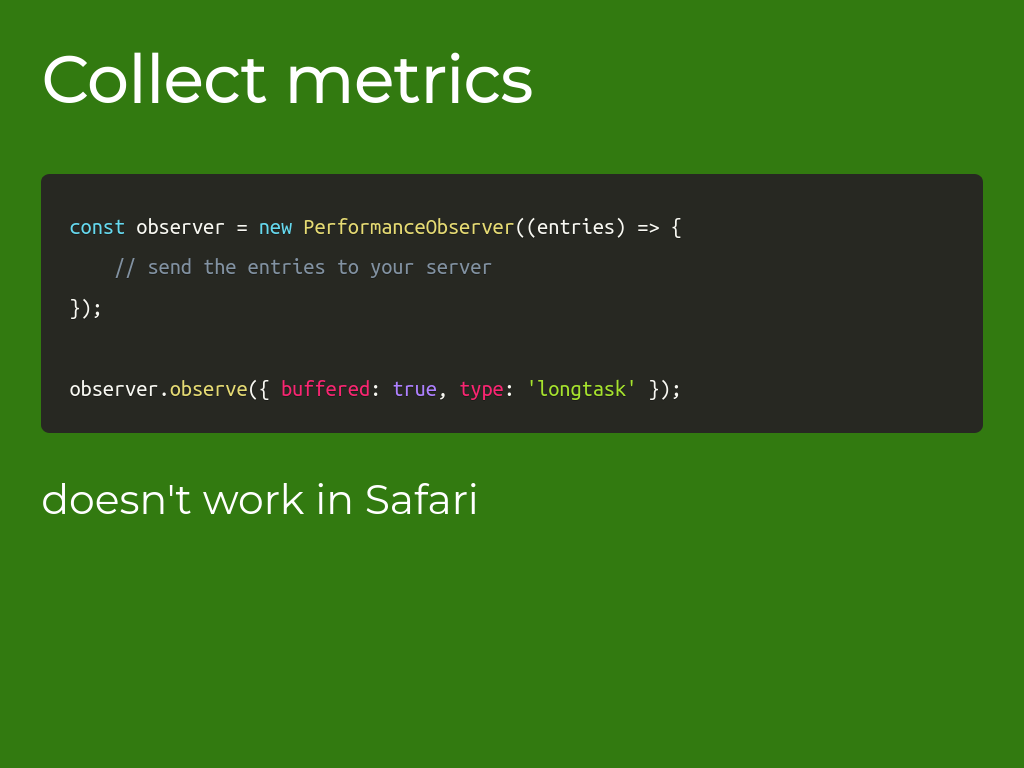 Collect metrics
const observer = new PerformanceObserver((entries) => {
    // send the entries to your server
});
observer.observe({ buffered: true, type: 'longtask' });
doesn't work in Safari